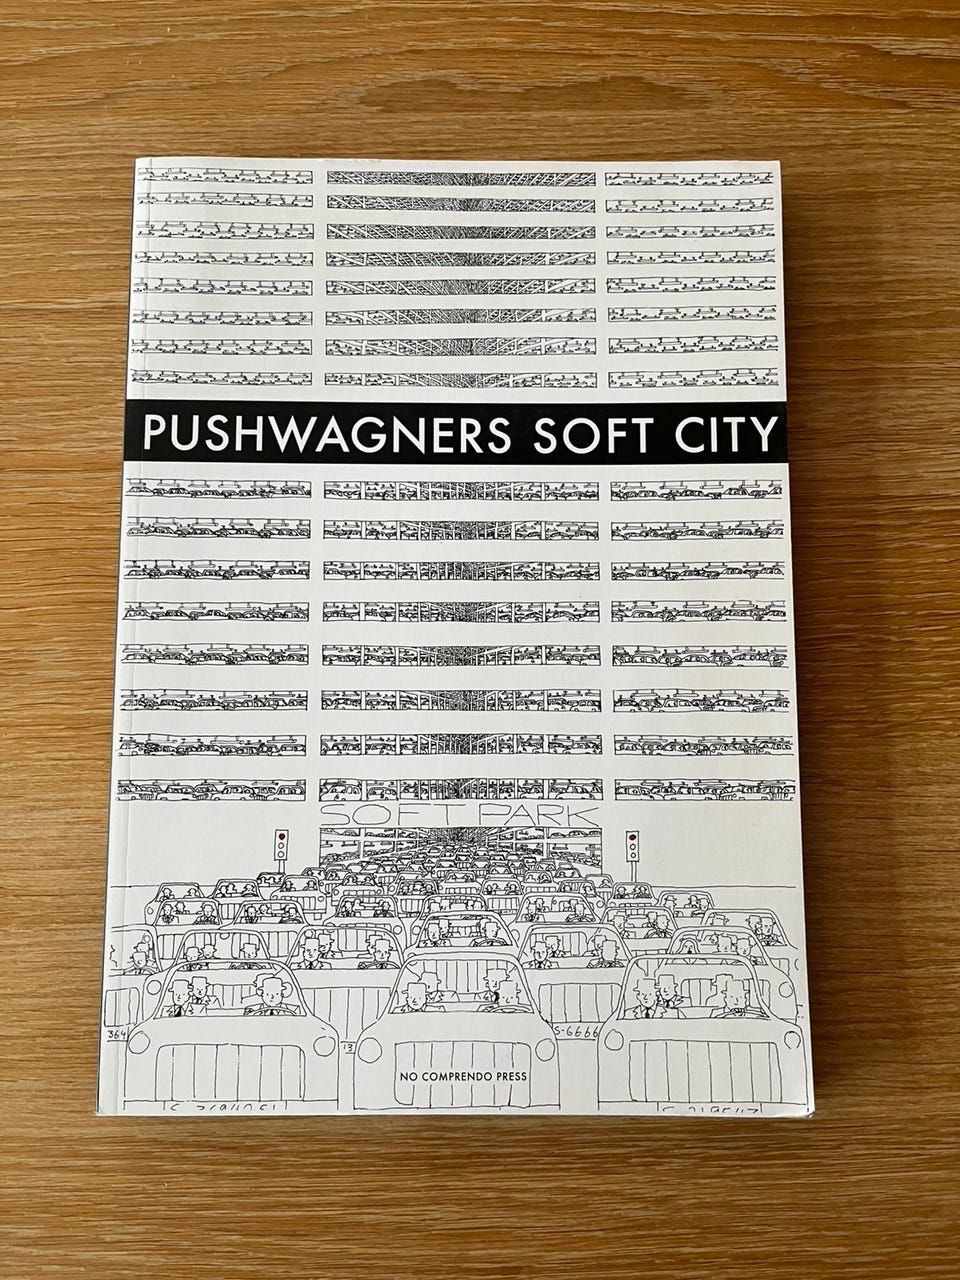 PUSHWAGNERS SOFT CITY
SOFT PARK
364
13
S-6666
NO COMPRENDO PRESS